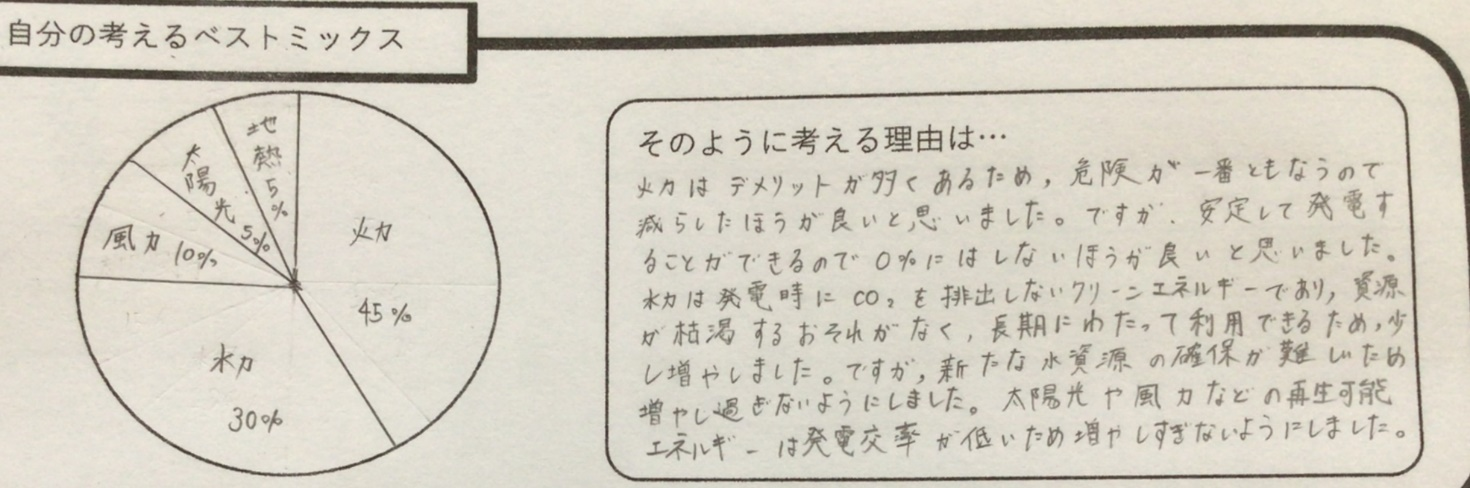 自分の考えるベストミックス
地熱5%
太陽光5%
風力10%
火力
45%
水力
30%
そのように考える理由は…
火力はデメリットが多くあるため,危険が一番ともなうので
減らしたほうが良いと思いました。ですが、安定して発電す
ることができるので0%にはしないほうが良いと思いました。
水力は発電時にCO₂を排出しないクリーンエネルギーであり,資源
が枯渇するおそれがなく,長期にわたって利用できるため,少
し増やしました。ですが,新たな水資源の確保が難しいため
増やし過ぎないようにしました。太陽光や風力などの再生可能
エネルギーは発電交率が低いため増やしすぎないようにしました。